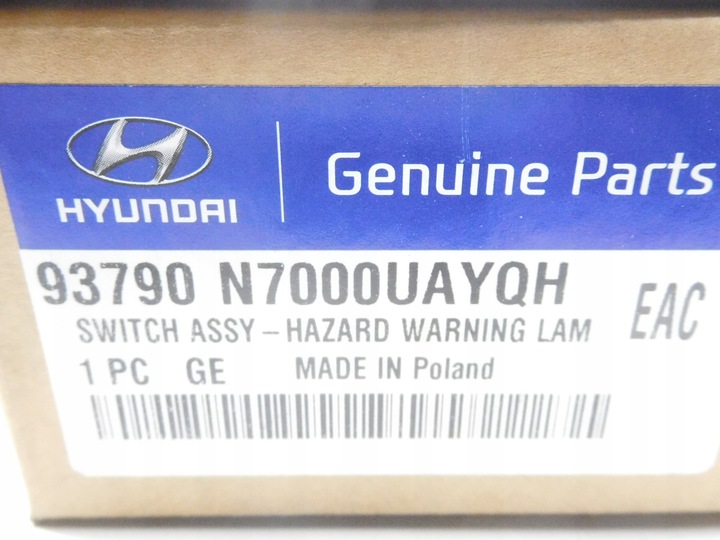 HYUNDAI
Genuine Parts
93790 N7000UAYQH
SWITCH ASSY-HAZARD WARNING LAM
EAC
1 PC GE MADE IN Poland